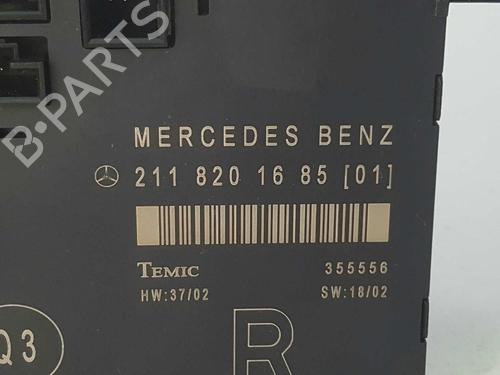 MERCEDES BENZ
211 820 16 85 [01]
TEMIC 355556
HW:37/02 SW:18/02
Q3
R
B-PARTS